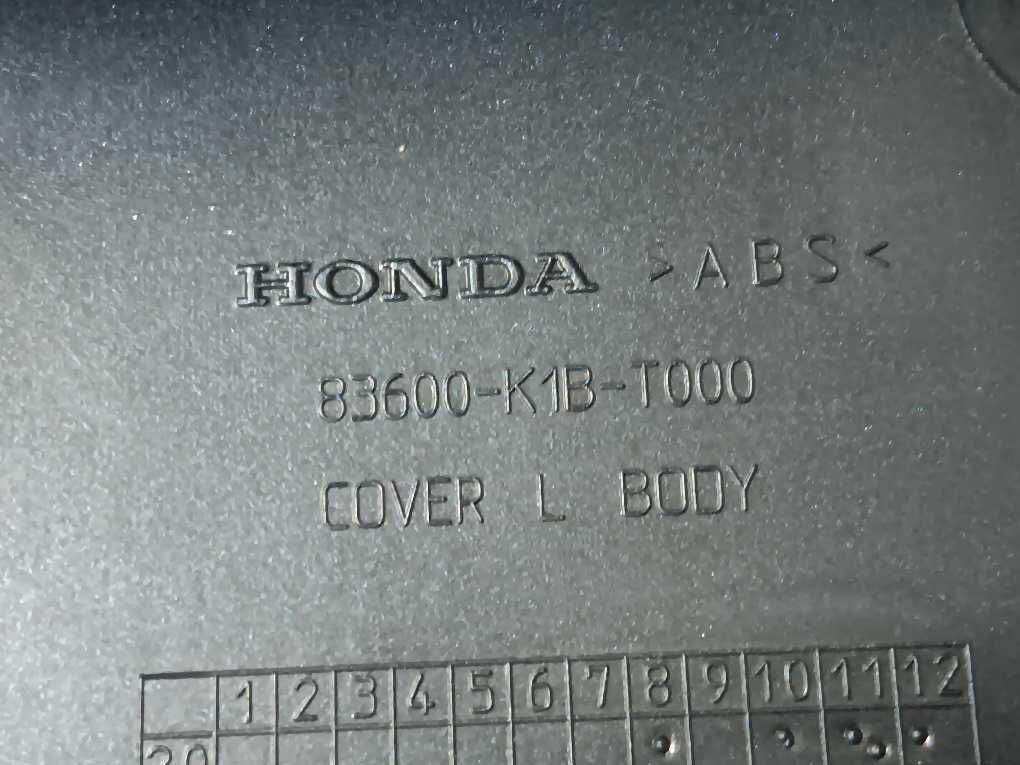 HONDA >ABS<
83600-K1B-T000
COVER L BODY
1 2 3 4 5 6 7 8 9 10 11 12
20